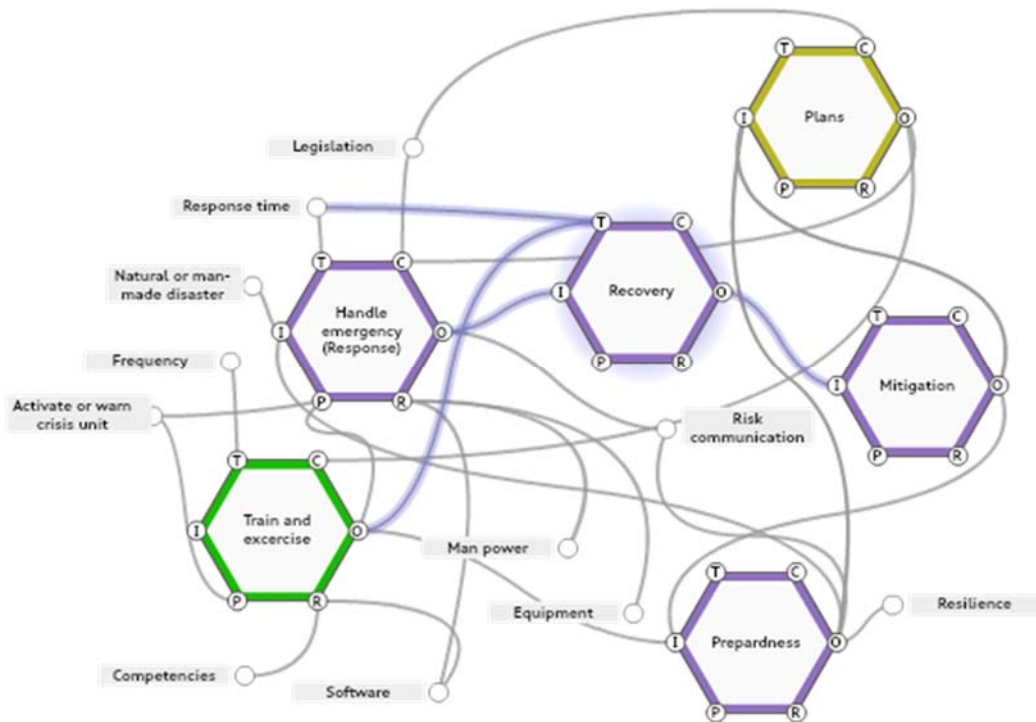 T
C
I
Plans
O
P
R
Legislation
Response time
T
C
I
Recovery
O
P
R
Natural or man-
made disaster
T
C
I
Handle
emergency
(Response)
O
P
R
T
C
I
Mitigation
O
P
R
Frequency
Activate or warn
crisis unit
Risk
communication
T
C
I
Train and
excercise
O
P
R
Man power
Equipment
T
C
I
Prepardness
O
P
R
Resilience
Competencies
Software